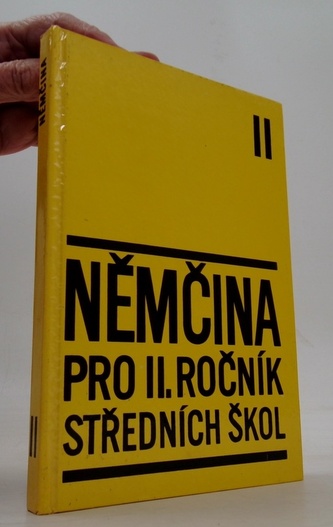 NĚMČINA
II
NĚMČINA
PRO II. ROČNÍK
STŘEDNÍCH ŠKOL
II